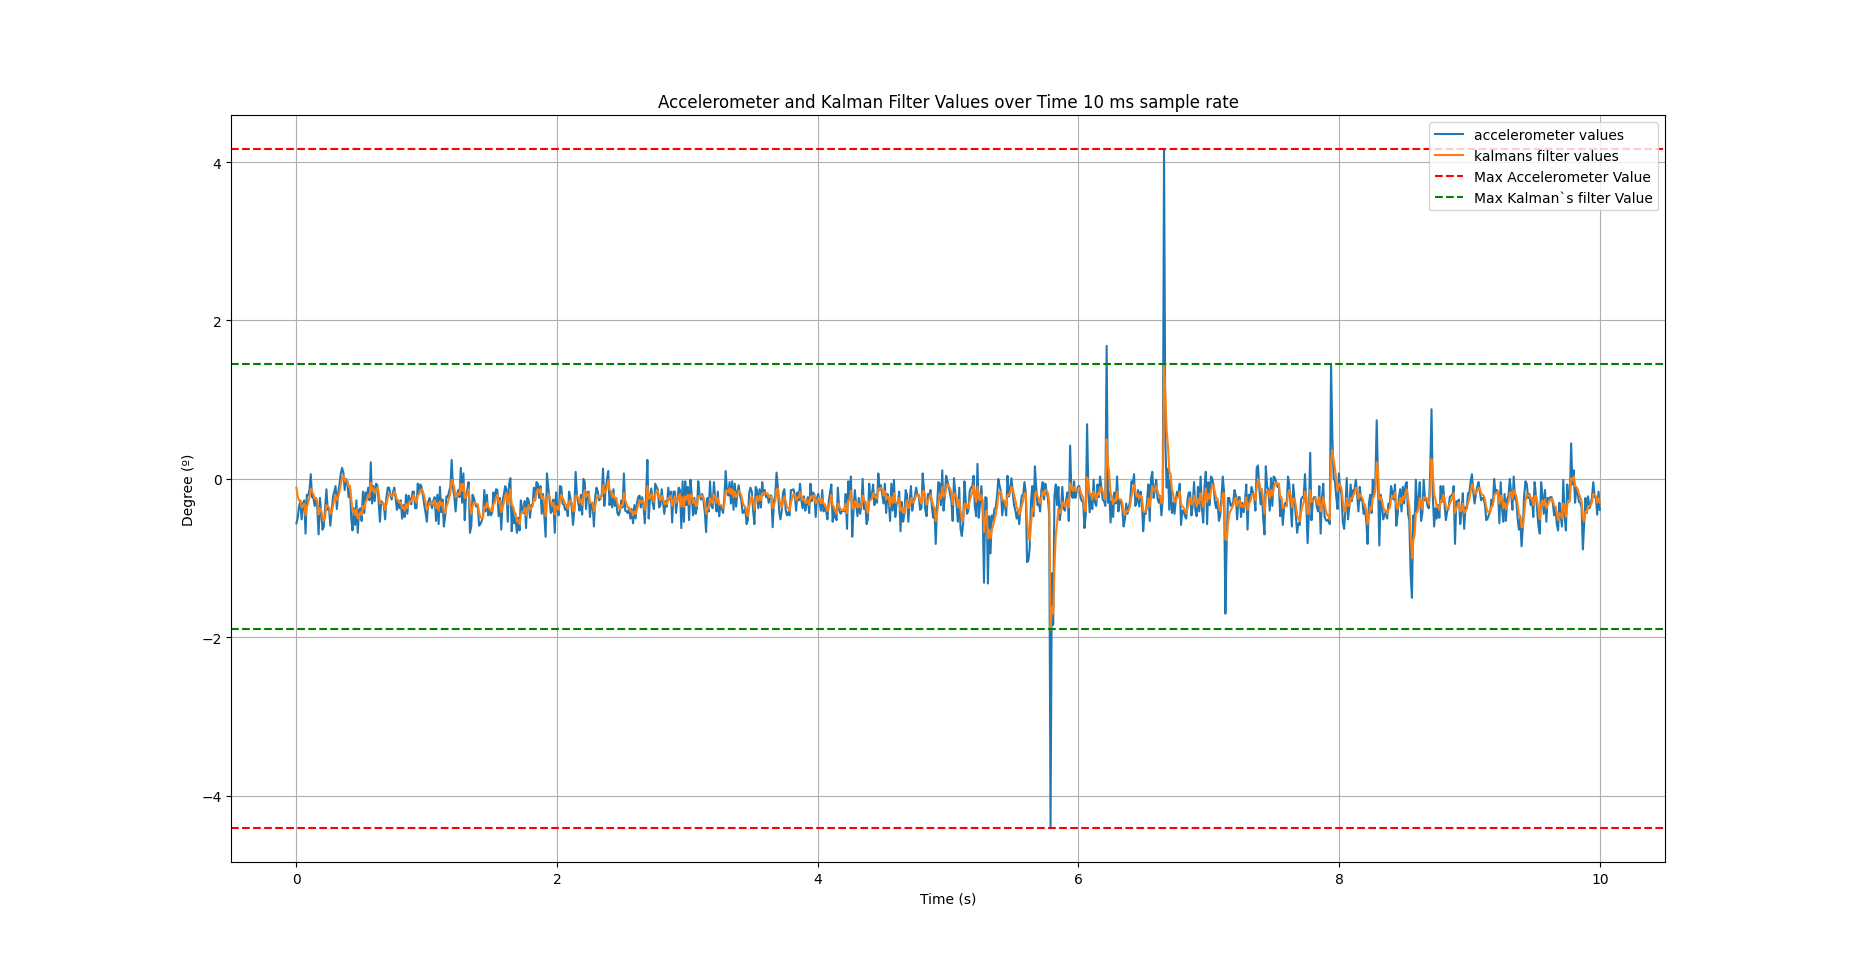 Accelerometer and Kalman Filter Values over Time 10 ms sample rate
accelerometer values
kalmans filter values
Max Accelerometer Value
Max Kalman`s filter Value
Degree (º)
4
2
0
−2
−4
0 2 4 6 8 10
Time (s)